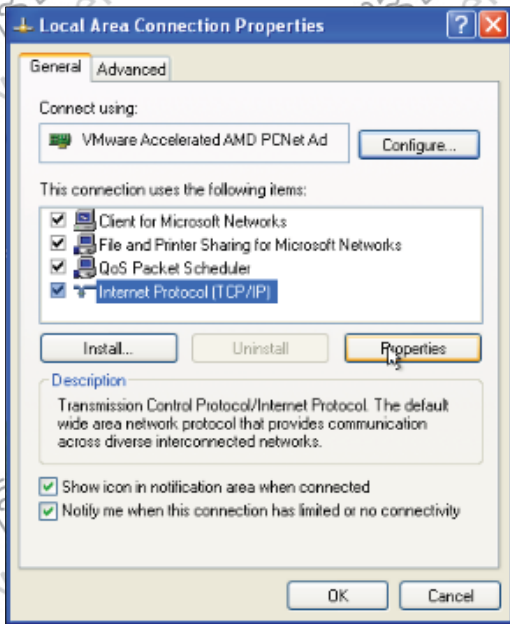 Local Area Connection Properties
General Advanced
Connect using:
VMware Accelerated AMD PCNet Ad Configure...
This connection uses the following items:
Client for Microsoft Networks
File and Printer Sharing for Microsoft Networks
QoS Packet Scheduler
Internet Protocol (TCP/IP)
Install... Uninstall Properties
Description
Transmission Control Protocol/Internet Protocol. The default
wide area network protocol that provides communication
across diverse interconnected networks.
Show icon in notification area when connected
Notify me when this connection has limited or no connectivity
OK Cancel